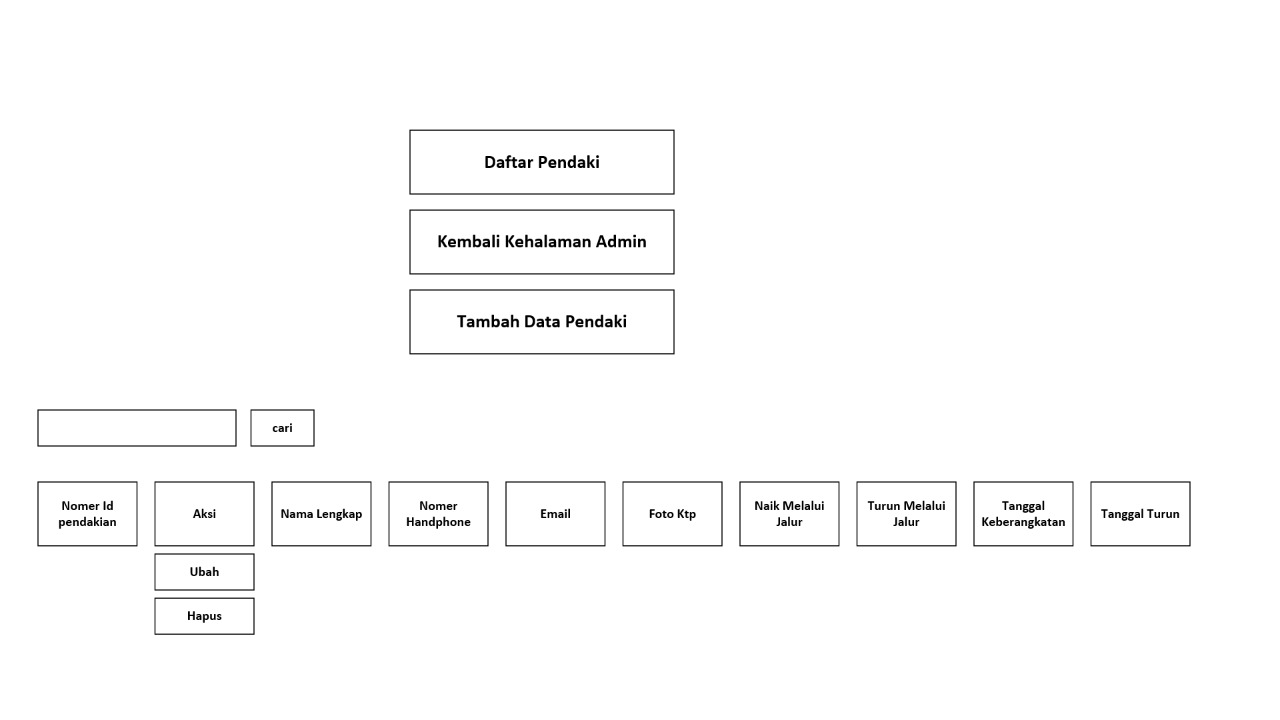 Daftar Pendaki
Kembali Kehalaman Admin
Tambah Data Pendaki
cari
Nomer Id
pendakian
Aksi
Nama Lengkap
Nomer
Handphone
Email
Foto Ktp
Naik Melalui
Jalur
Turun Melalui
Jalur
Tanggal
Keberangkatan
Tanggal Turun
Ubah
Hapus